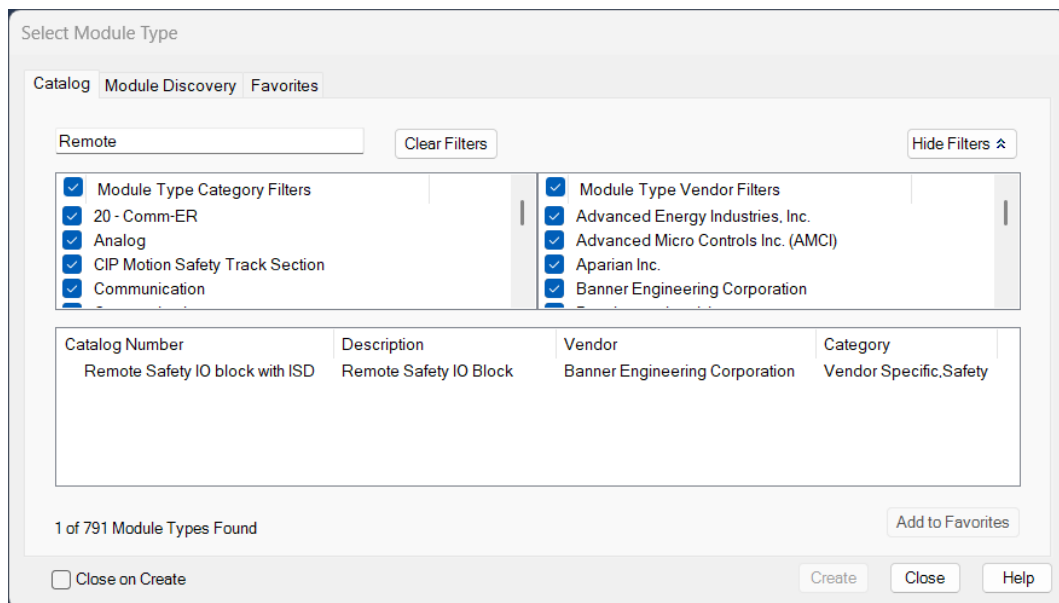 Select Module Type
Catalog Module Discovery Favorites
Remote Clear Filters Hide Filters
Module Type Category Filters
20 - Comm-ER
Analog
CIP Motion Safety Track Section
Communication
Module Type Vendor Filters
Advanced Energy Industries, Inc.
Advanced Micro Controls Inc. (AMCI)
Aparian Inc.
Banner Engineering Corporation
Catalog Number Description Vendor Category
Remote Safety IO block with ISD Remote Safety IO Block Banner Engineering Corporation Vendor Specific,Safety
1 of 791 Module Types Found
Add to Favorites
Close on Create Create Close Help